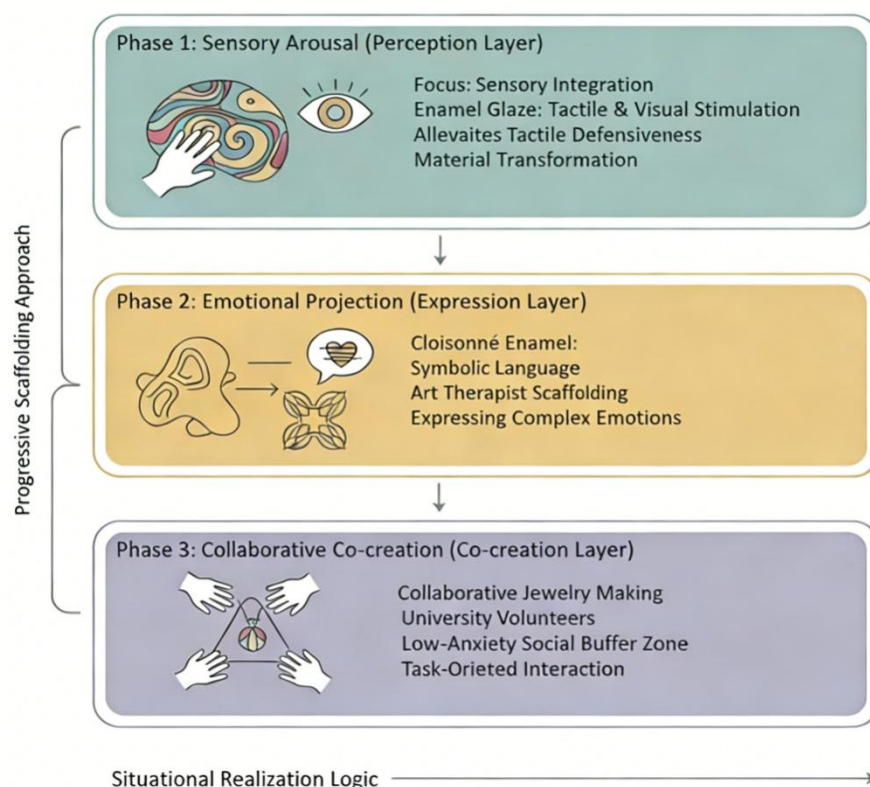 Phase 1: Sensory Arousal (Perception Layer)
Focus: Sensory Integration
Enamel Glaze: Tactile & Visual Stimulation
Allevaites Tactile Defensiveness
Material Transformation
Progressive Scaffolding Approach
Phase 2: Emotional Projection (Expression Layer)
Cloisonné Enamel:
Symbolic Language
Art Therapist Scaffolding
Expressing Complex Emotions
Phase 3: Collaborative Co-creation (Co-creation Layer)
Collaborative Jewelry Making
University Volunteers
Low-Anxiety Social Buffer Zone
Task-Orieted Interaction
Situational Realization Logic